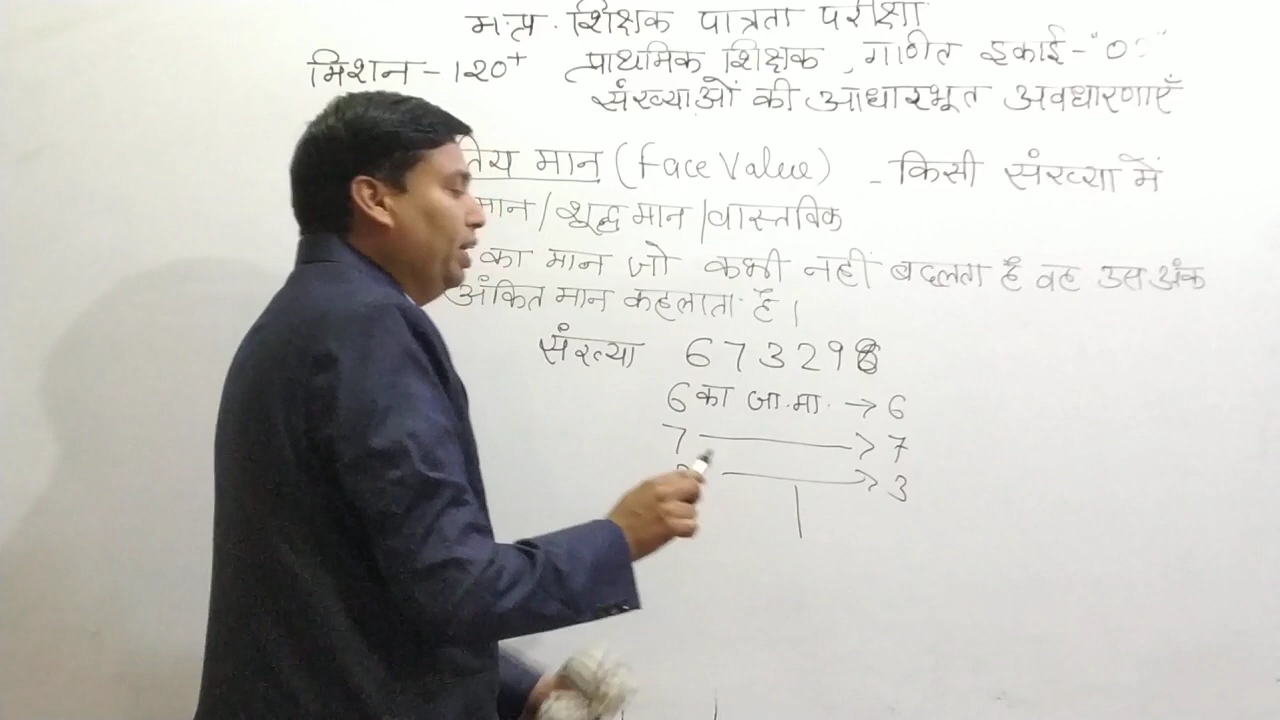 म.प्र. शिक्षक पात्रता परीक्षा
मिशन - 120+ प्राथमिक शिक्षक, गणित इकाई-"0
संख्याओं की आधारभूत अवधारणाएँ
तीय मान (Face Value) - किसी संख्या में
मान/शुद्ध मान/वास्तविक
का मान जो कभी नहीं बदलता है वह उस अंक
अंकित मान कहलाता है।
संख्या 673298
6 का जा.मा. → 6
7 → 7
→ 3